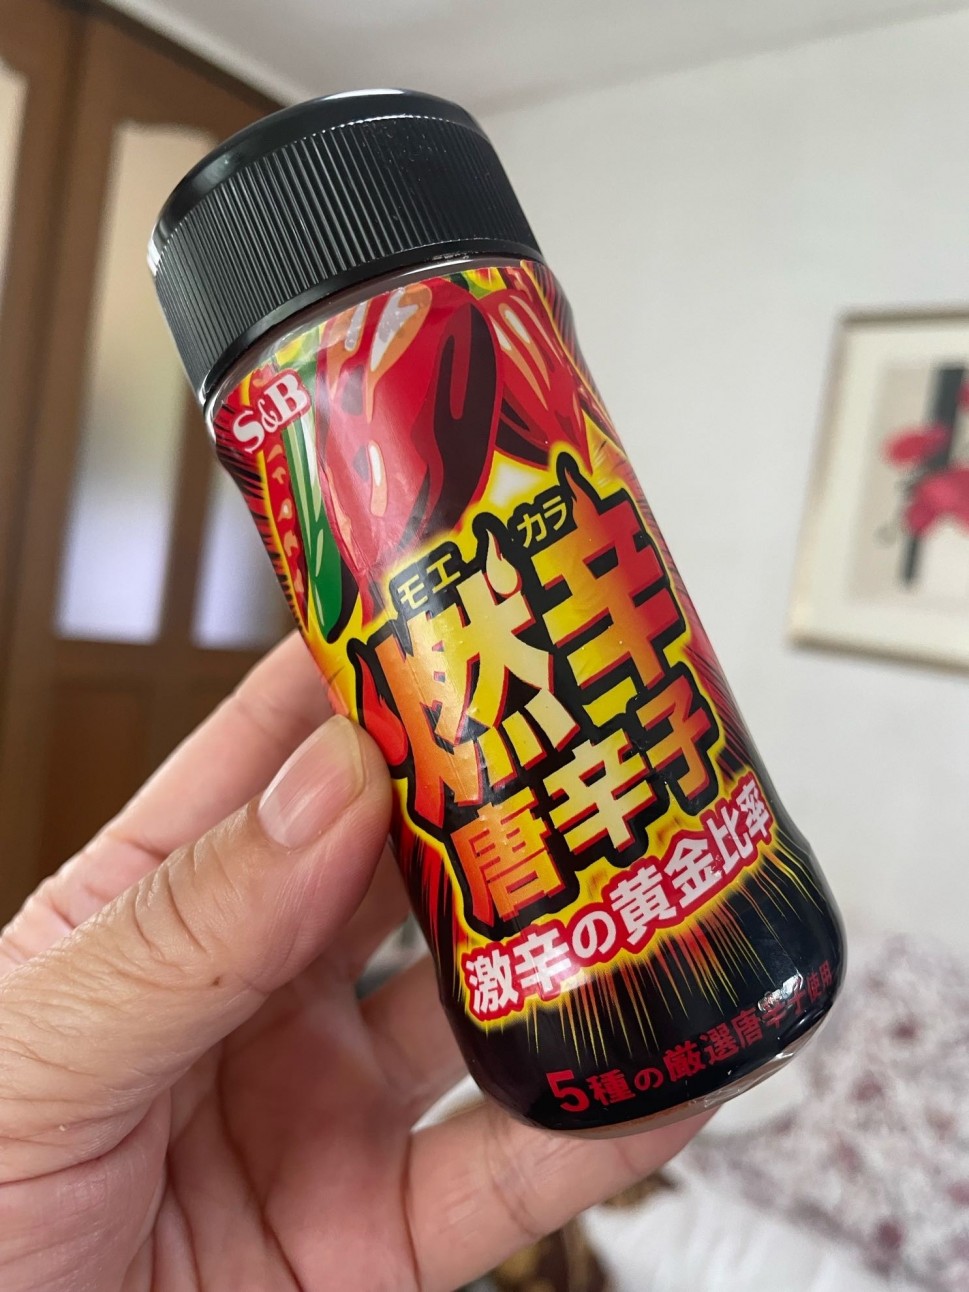 S&B
モエカラ
燃辛
唐辛子
激辛の黄金比率
5種の厳選唐辛子使用